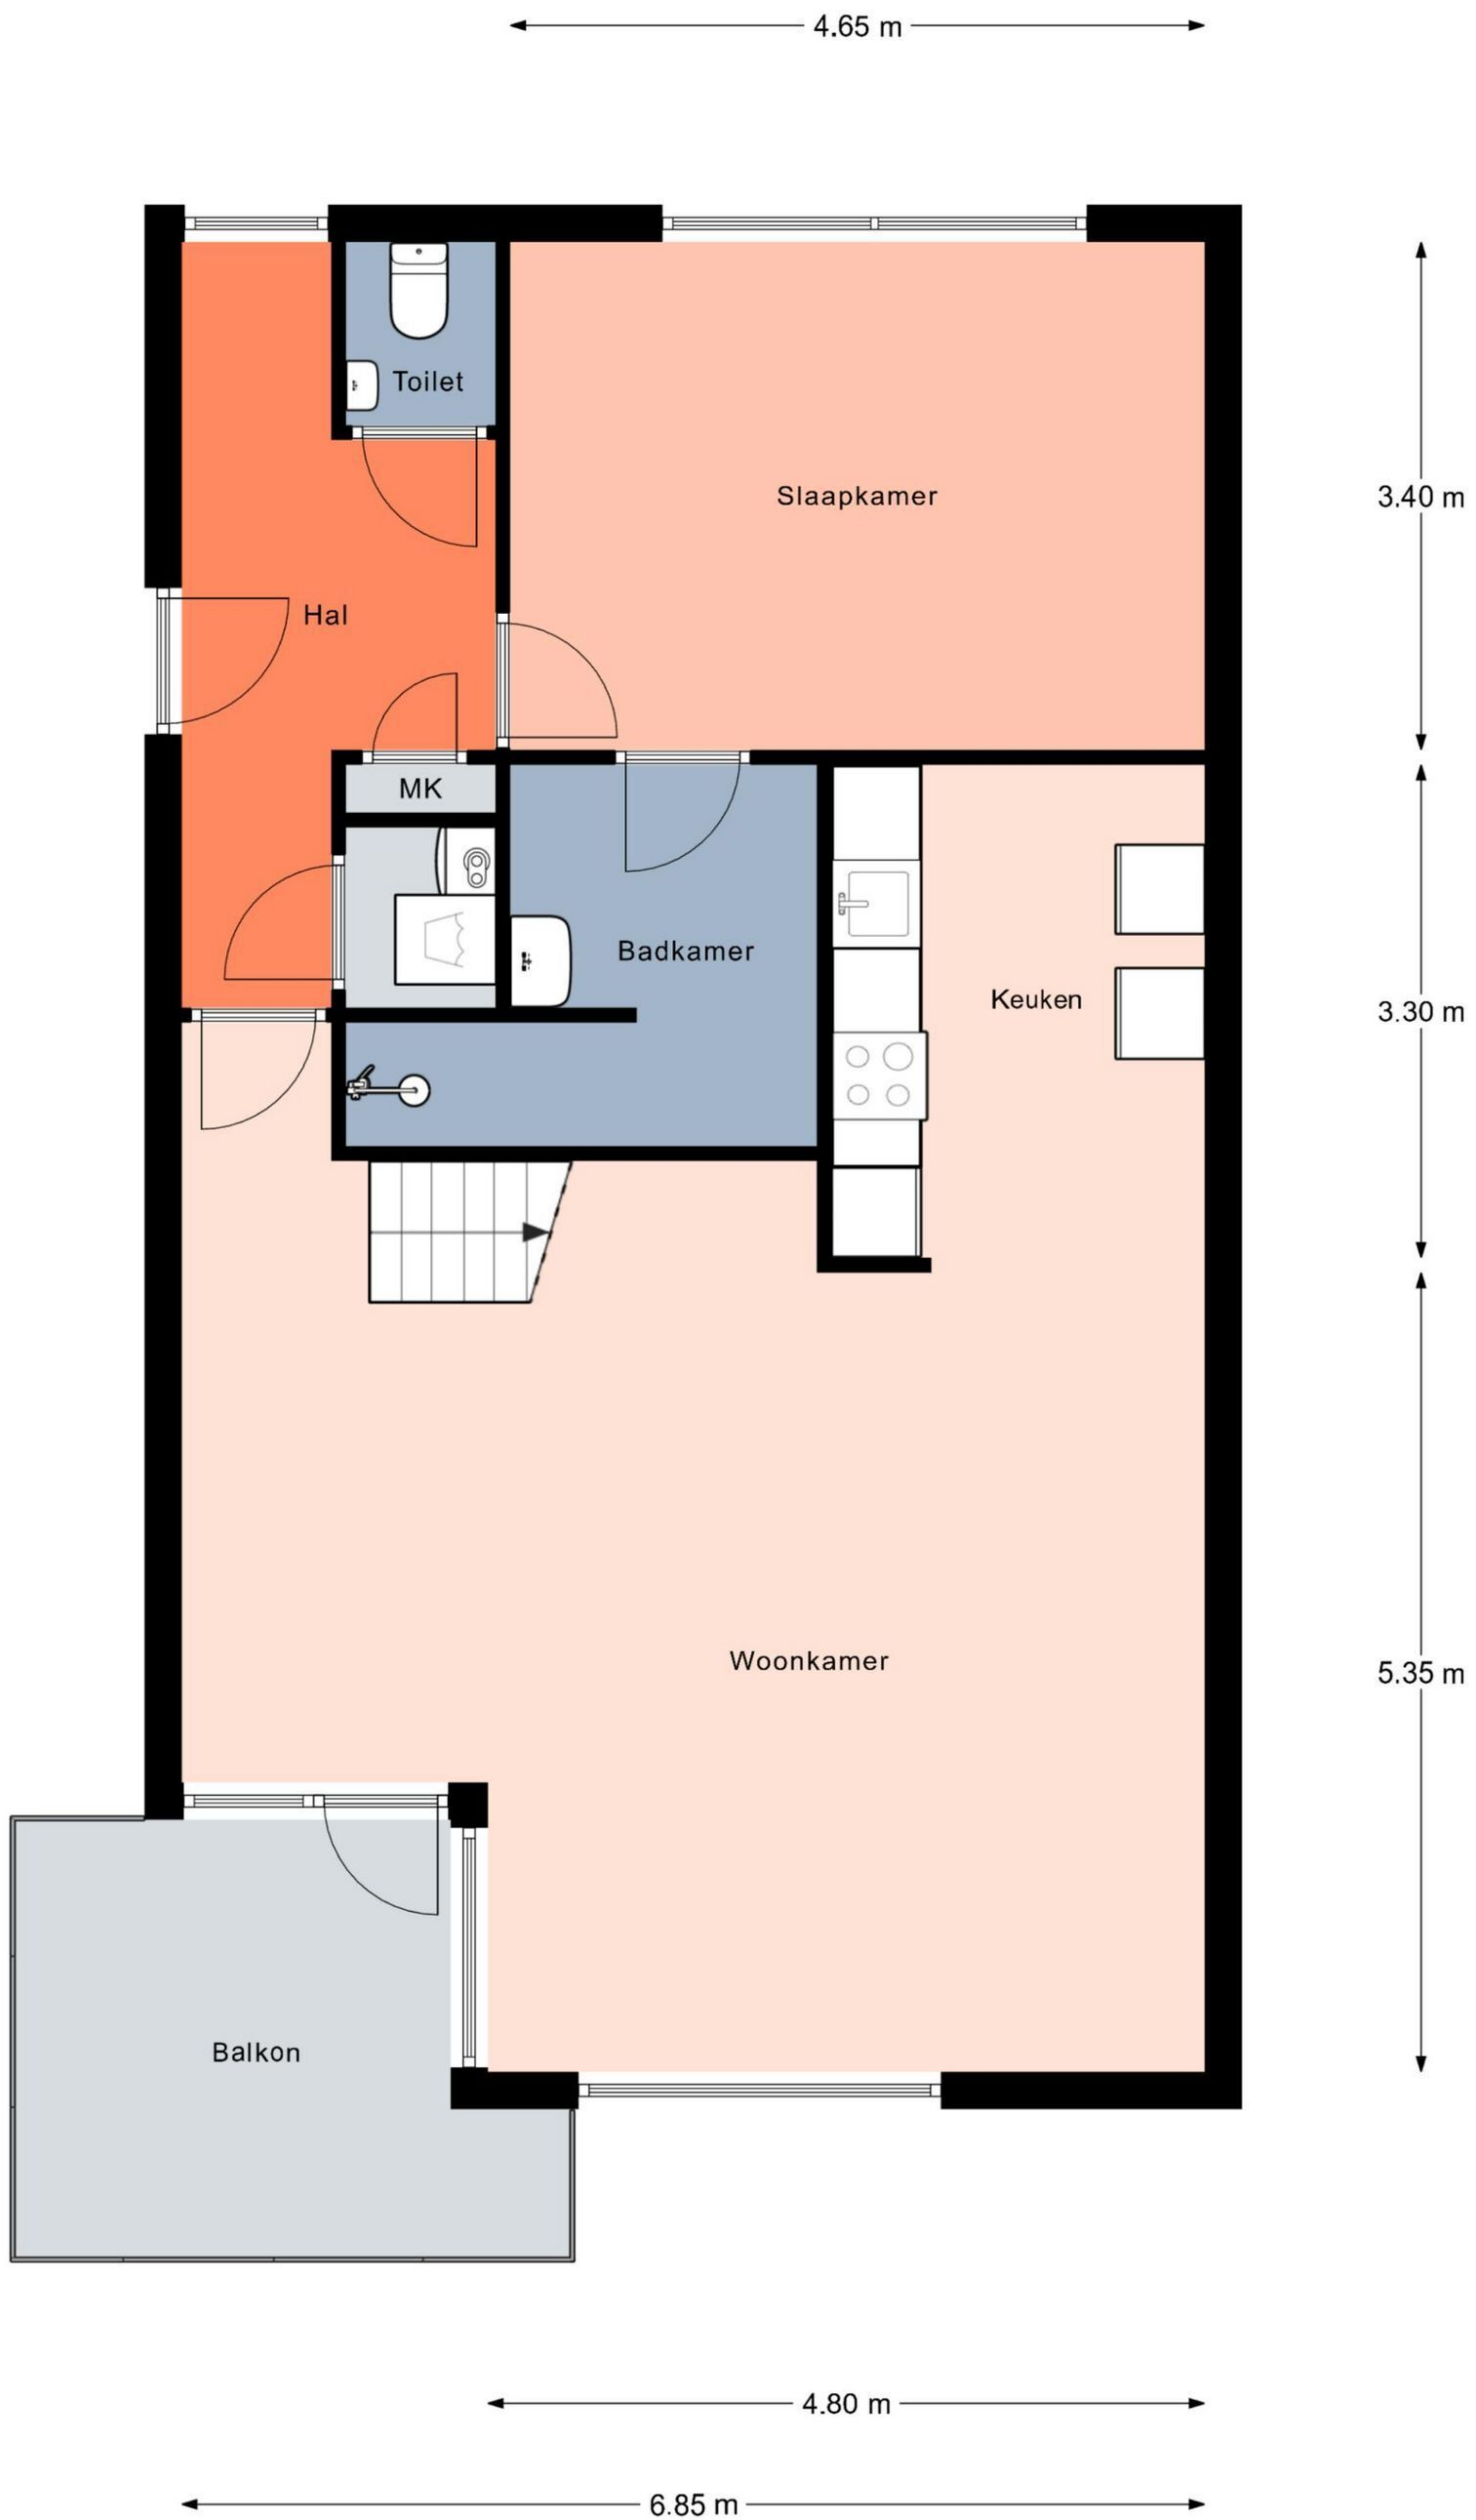 4.65 m
Toilet
Slaapkamer
3.40 m
Hal
MK
Badkamer
Keuken
3.30 m
Woonkamer
5.35 m
Balkon
4.80 m
6.85 m